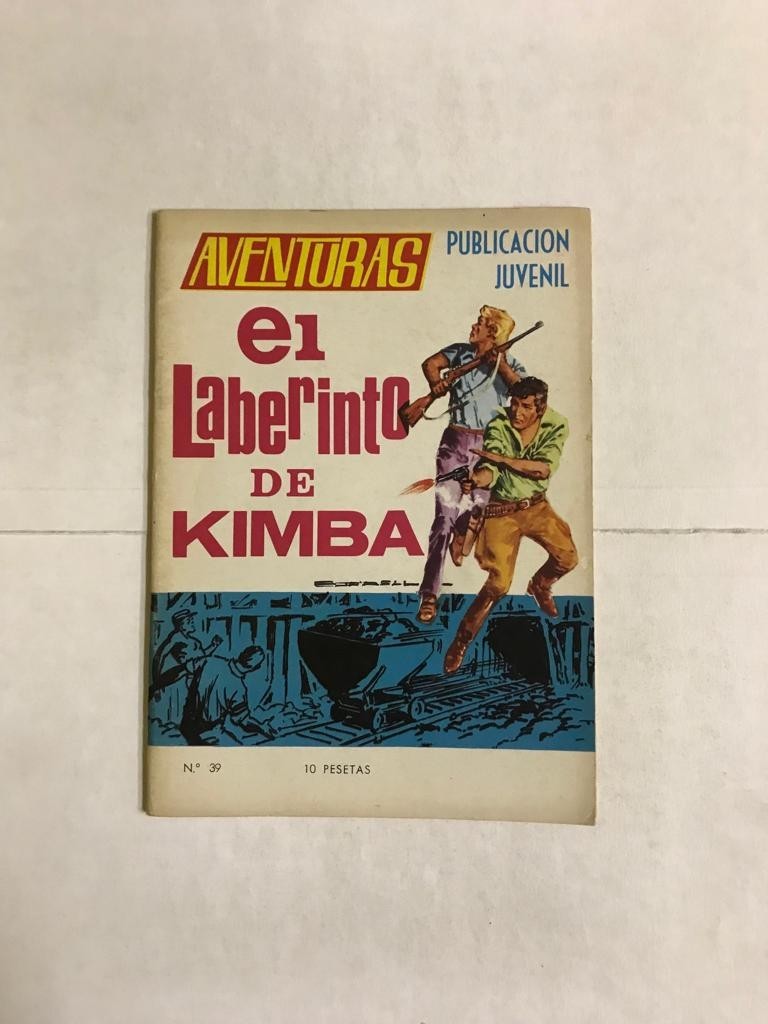 AVENTURAS
PUBLICACION
JUVENIL
el
Laberinto
DE
KIMBA
N.º 39
10 PESETAS